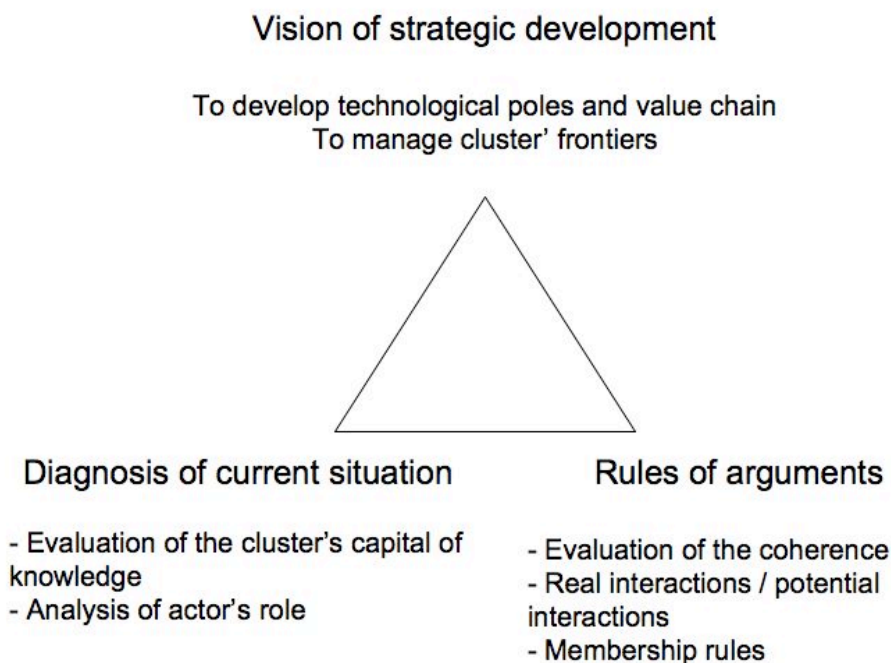 Vision of strategic development
To develop technological poles and value chain
To manage cluster’ frontiers
Diagnosis of current situation
- Evaluation of the cluster’s capital of
knowledge
- Analysis of actor’s role
Rules of arguments
- Evaluation of the coherence
- Real interactions / potential
interactions
- Membership rules